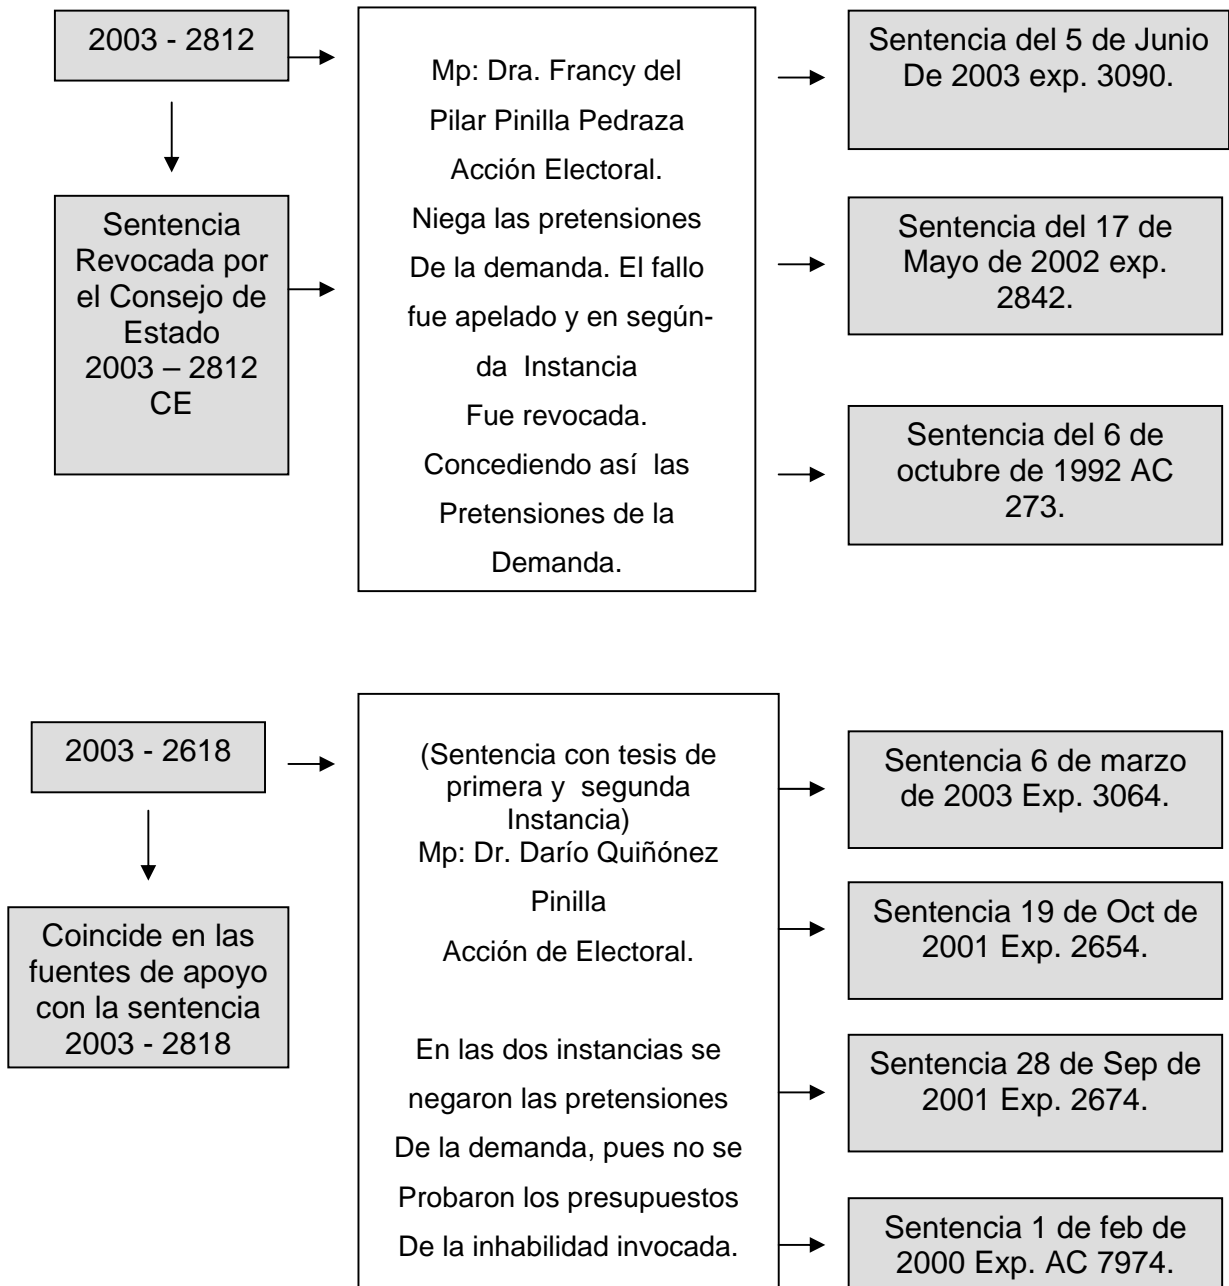 2003 - 2812
Sentencia
Revocada por
el Consejo de
Estado
2003 – 2812
CE
Mp: Dra. Francy del
Pilar Pinilla Pedraza
Acción Electoral.
Niega las pretensiones
De la demanda. El fallo
fue apelado y en según-
da Instancia
Fue revocada.
Concediendo así las
Pretensiones de la
Demanda.
Sentencia del 5 de Junio
De 2003 exp. 3090.
Sentencia del 17 de
Mayo de 2002 exp.
2842.
Sentencia del 6 de
octubre de 1992 AC
273.
2003 - 2618
Coincide en las
fuentes de apoyo
con la sentencia
2003 - 2818
(Sentencia con tesis de
primera y segunda
Instancia)
Mp: Dr. Darío Quiñónez
Pinilla
Acción de Electoral.
En las dos instancias se
negaron las pretensiones
De la demanda, pues no se
Probaron los presupuestos
De la inhabilidad invocada.
Sentencia 6 de marzo
de 2003 Exp. 3064.
Sentencia 19 de Oct de
2001 Exp. 2654.
Sentencia 28 de Sep de
2001 Exp. 2674.
Sentencia 1 de feb de
2000 Exp. AC 7974.